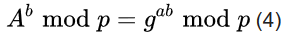 A^b mod p = g^{ab} mod p (4)